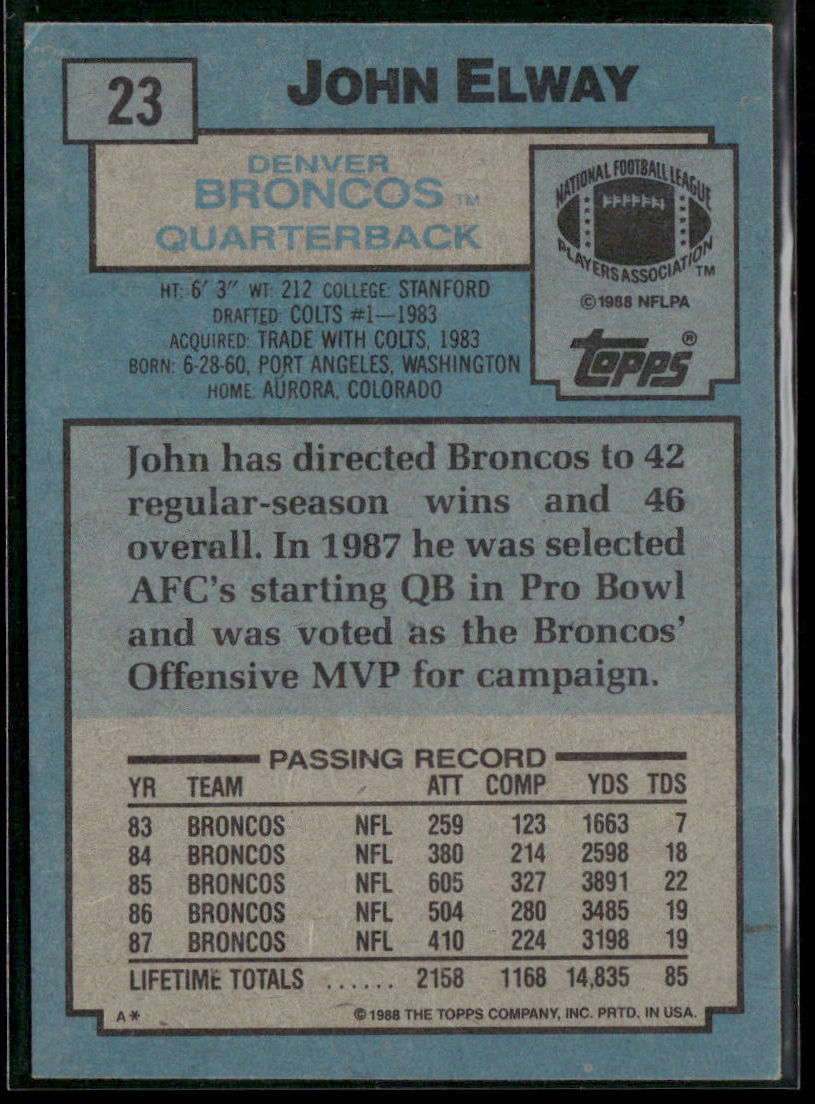 23
JOHN ELWAY
DENVER
BRONCOS TM
QUARTERBACK
NATIONAL FOOTBALL LEAGUE
PLAYERS ASSOCIATION TM
©1988 NFLPA
topps®
HT: 6' 3" WT: 212 COLLEGE: STANFORD
DRAFTED: COLTS #1—1983
ACQUIRED: TRADE WITH COLTS, 1983
BORN: 6-28-60, PORT ANGELES, WASHINGTON
HOME: AURORA, COLORADO
John has directed Broncos to 42
regular-season wins and 46
overall. In 1987 he was selected
AFC's starting QB in Pro Bowl
and was voted as the Broncos'
Offensive MVP for campaign.
PASSING RECORD
YR TEAM ATT COMP YDS TDS
83 BRONCOS NFL 259 123 1663 7
84 BRONCOS NFL 380 214 2598 18
85 BRONCOS NFL 605 327 3891 22
86 BRONCOS NFL 504 280 3485 19
87 BRONCOS NFL 410 224 3198 19
LIFETIME TOTALS ...... 2158 1168 14,835 85
A* ©1988 THE TOPPS COMPANY, INC. PRTD. IN USA.